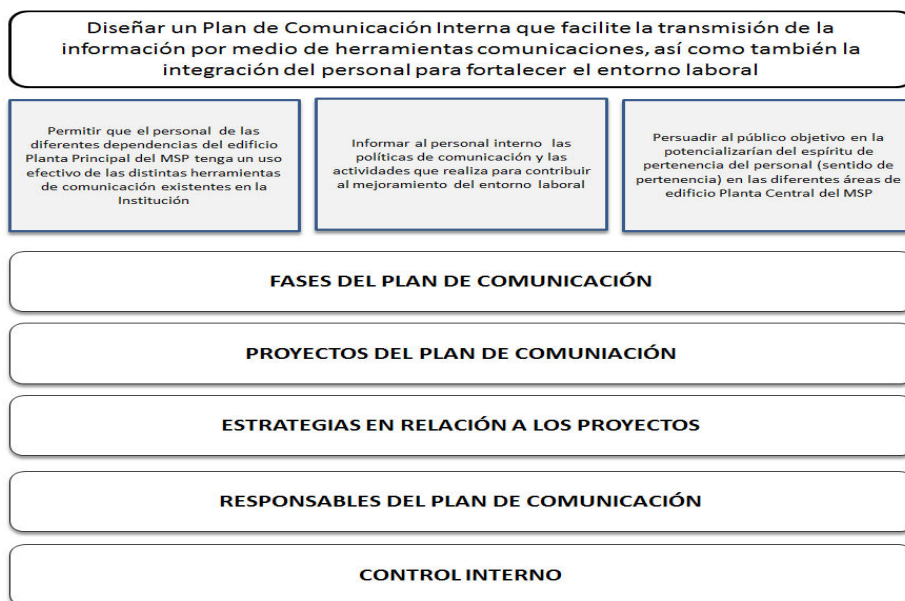 Diseñar un Plan de Comunicación Interna que facilite la transmisión de la
información por medio de herramientas comunicaciones, así como también la
integración del personal para fortalecer el entorno laboral
Permitir que el personal de las
diferentes dependencias del edificio
Planta Principal del MSP tenga un uso
efectivo de las distintas herramientas
de comunicación existentes en la
Institución
Informar al personal interno las
políticas de comunicación y las
actividades que realiza para contribuir
al mejoramiento del entorno laboral
Persuadir al público objetivo en la
potencializarían del espíritu de
pertenencia del personal (sentido de
pertenencia) en las diferentes áreas de
edificio Planta Central del MSP
FASES DEL PLAN DE COMUNICACIÓN
PROYECTOS DEL PLAN DE COMUNIACIÓN
ESTRATEGIAS EN RELACIÓN A LOS PROYECTOS
RESPONSABLES DEL PLAN DE COMUNICACIÓN
CONTROL INTERNO